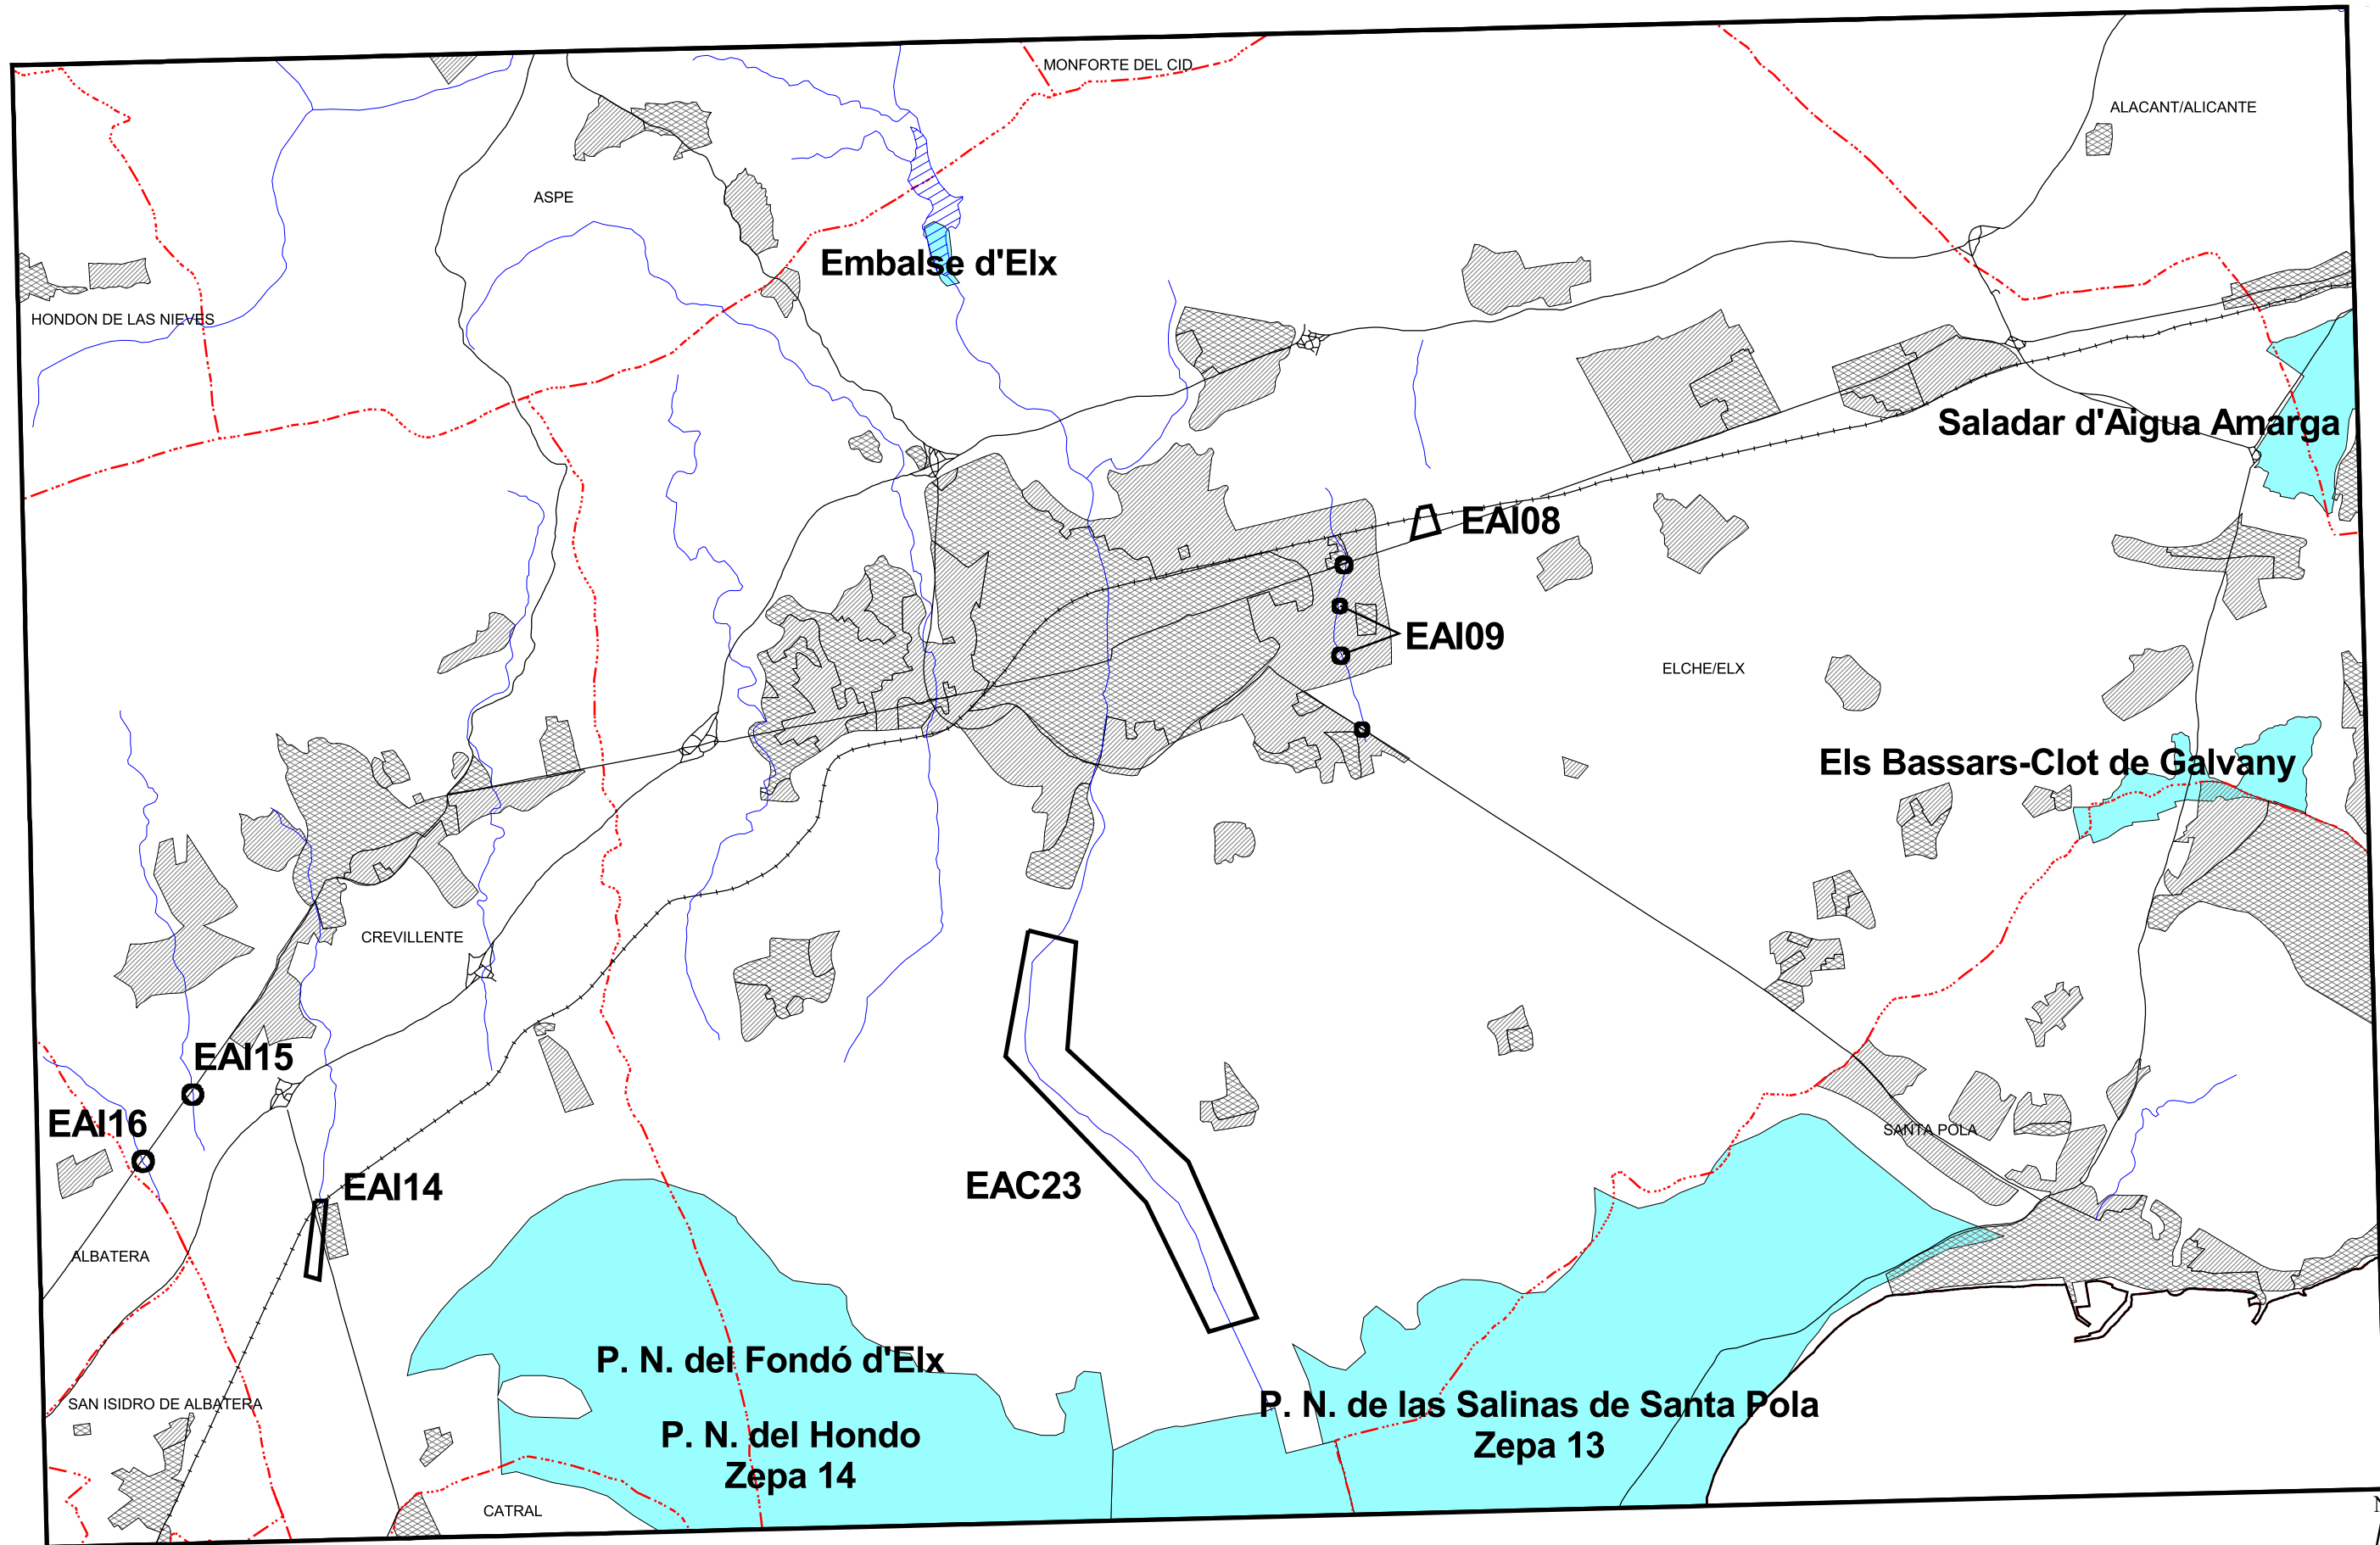 MONFORTE DEL CID
ALACANT/ALICANTE
ASPE
Embalse d'Elx
HONDON DE LAS NIEVES
Saladar d'Aigua Amarga
EAI08
EAI09
ELCHE/ELX
Els Bassars-Clot de Galvany
CREVILLENTE
EAI15
EAI16
SANTA POLA
EAI14
EAC23
ALBATERA
P. N. del Fondó d'Elx
SAN ISIDRO DE ALBATERA
P. N. de las Salinas de Santa Pola
Zepa 13
P. N. del Hondo
Zepa 14
CATRAL